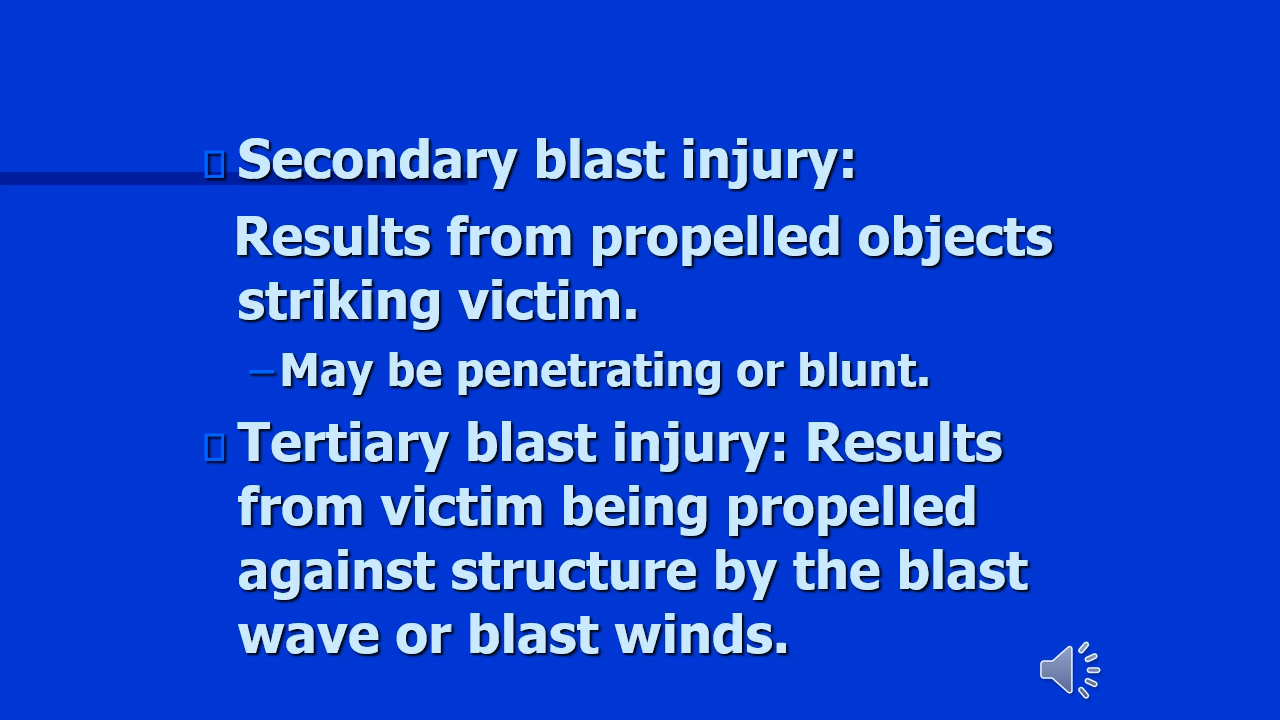 Secondary blast injury:
Results from propelled objects
striking victim.
–May be penetrating or blunt.
Tertiary blast injury: Results
from victim being propelled
against structure by the blast
wave or blast winds.